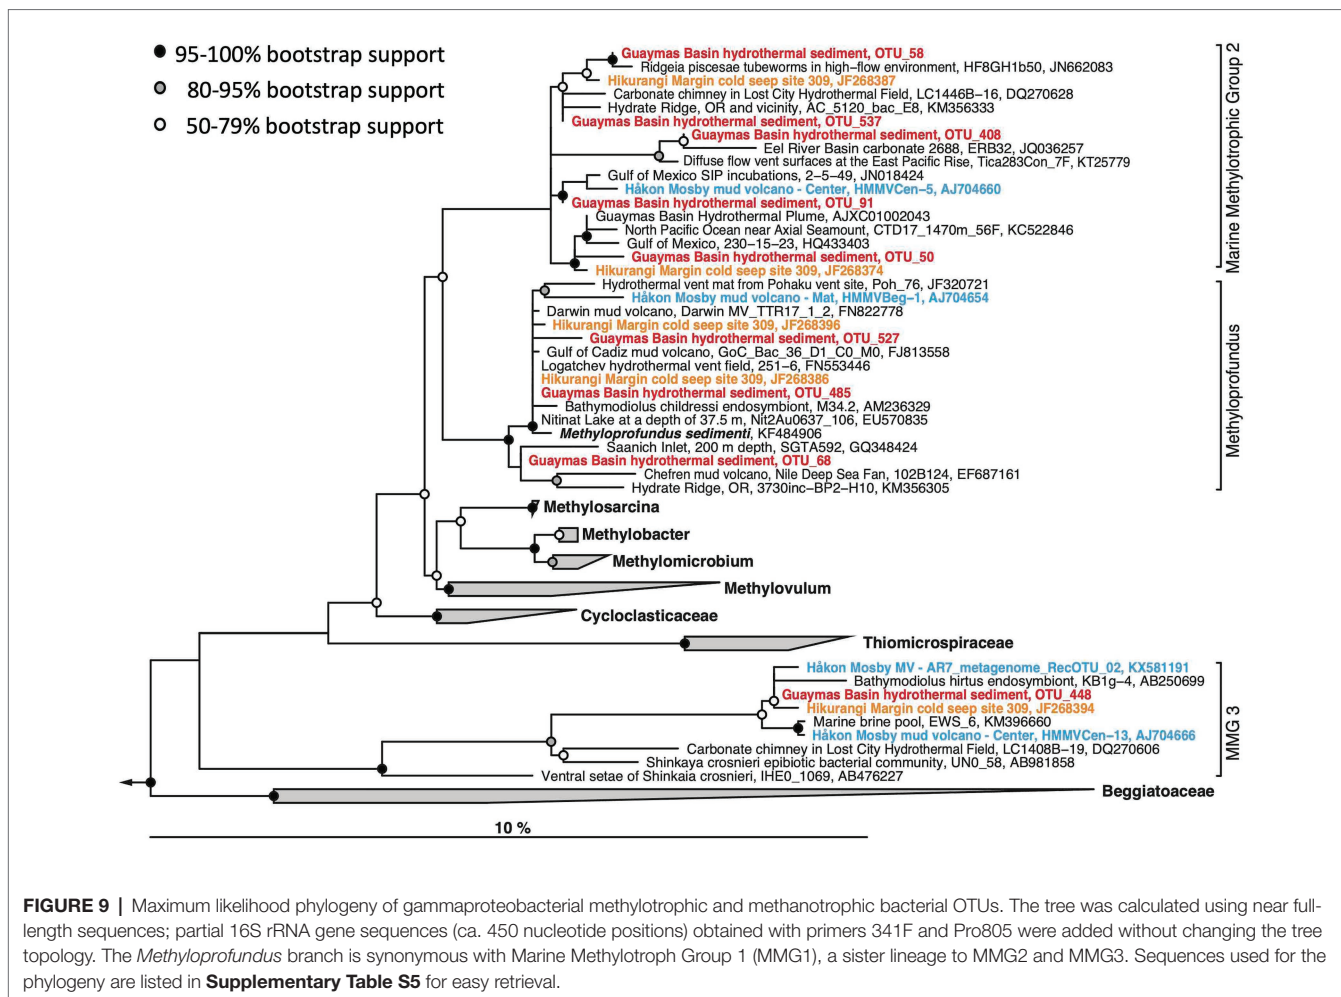 95-100% bootstrap support
80-95% bootstrap support
50-79% bootstrap support
Guaymas Basin hydrothermal sediment, OTU_58
Ridgeia piscesae tubeworms in high-flow environment, HF8GH1b50, JN662083
Hikurangi Margin cold seep site 309, JF268387
Carbonate chimney in Lost City Hydrothermal Field, LC1446B-16, DQ270628
Hydrate Ridge, OR and vicinity, AC_5120_bac_E8, KM356333
Guaymas Basin hydrothermal sediment, OTU_537
Guaymas Basin hydrothermal sediment, OTU_408
Eel River Basin carbonate 2688, ERB32, JQ036257
Diffuse flow vent surfaces at the East Pacific Rise, Tica283Con_7F, KT25779
Gulf of Mexico SIP incubations, 2-5-49, JN018424
Håkon Mosby mud volcano - Center, HMMVCen-5, AJ704660
Guaymas Basin hydrothermal sediment, OTU_91
Guaymas Basin Hydrothermal Plume, AJXC01002043
North Pacific Ocean near Axial Seamount, CTD17_1470m_56F, KC522846
Gulf of Mexico, 230-15-23, HQ433403
Guaymas Basin hydrothermal sediment, OTU_50
Hikurangi Margin cold seep site 309, JF268374
Marine Methylotrophic Group 2
Hydrothermal vent mat from Pohaku vent site, Poh_76, JF320721
Håkon Mosby mud volcano - Mat, HMMVBeg-1, AJ704654
Darwin mud volcano, Darwin MV_TTR17_1_2, FN822778
Hikurangi Margin cold seep site 309, JF268396
Guaymas Basin hydrothermal sediment, OTU_527
Gulf of Cadiz mud volcano, GoC_Bac_36_D1_C0_M0, FJ813558
Logatchev hydrothermal vent field, 251-6, FN553446
Hikurangi Margin cold seep site 309, JF268386
Guaymas Basin hydrothermal sediment, OTU_485
Bathymodiolus childressi endosymbiont, M34.2, AM236329
Nitinat Lake at a depth of 37.5 m, Nit2Au0637_106, EU570835
Methyloprofundus sedimenti, KF484906
Saanich Inlet, 200 m depth, SGTA592, GQ348424
Guaymas Basin hydrothermal sediment, OTU_68
Chefren mud volcano, Nile Deep Sea Fan, 102B124, EF687161
Hydrate Ridge, OR, 3730inc-BP2-H10, KM356305
Methyloprofundus
Methylosarcina
Methylobacter
Methylomicrobium
Methylovulum
Cycloclasticaceae
Thiomicrospiraceae
Håkon Mosby MV - AR7_metagenome_RecOTU_02, KX581191
Bathymodiolus hirtus endosymbiont, KB1g-4, AB250699
Guaymas Basin hydrothermal sediment, OTU_448
Hikurangi Margin cold seep site 309, JF268394
Marine brine pool, EWS_6, KM396660
Håkon Mosby mud volcano - Center, HMMVCen-13, AJ704666
Carbonate chimney in Lost City Hydrothermal Field, LC1408B-19, DQ270606
Shinkaya crosnieri epibiotic bacterial community, UN0_58, AB981858
Ventral setae of Shinkaia crosnieri, IHE0_1069, AB476227
MMG 3
Beggiatoaceae
10 %
FIGURE 9 | Maximum likelihood phylogeny of gammaproteobacterial methylotrophic and methanotrophic bacterial OTUs. The tree was calculated using near full-
length sequences; partial 16S rRNA gene sequences (ca. 450 nucleotide positions) obtained with primers 341F and Pro805 were added without changing the tree
topology. The Methyloprofundus branch is synonymous with Marine Methylotroph Group 1 (MMG1), a sister lineage to MMG2 and MMG3. Sequences used for the
phylogeny are listed in Supplementary Table S5 for easy retrieval.